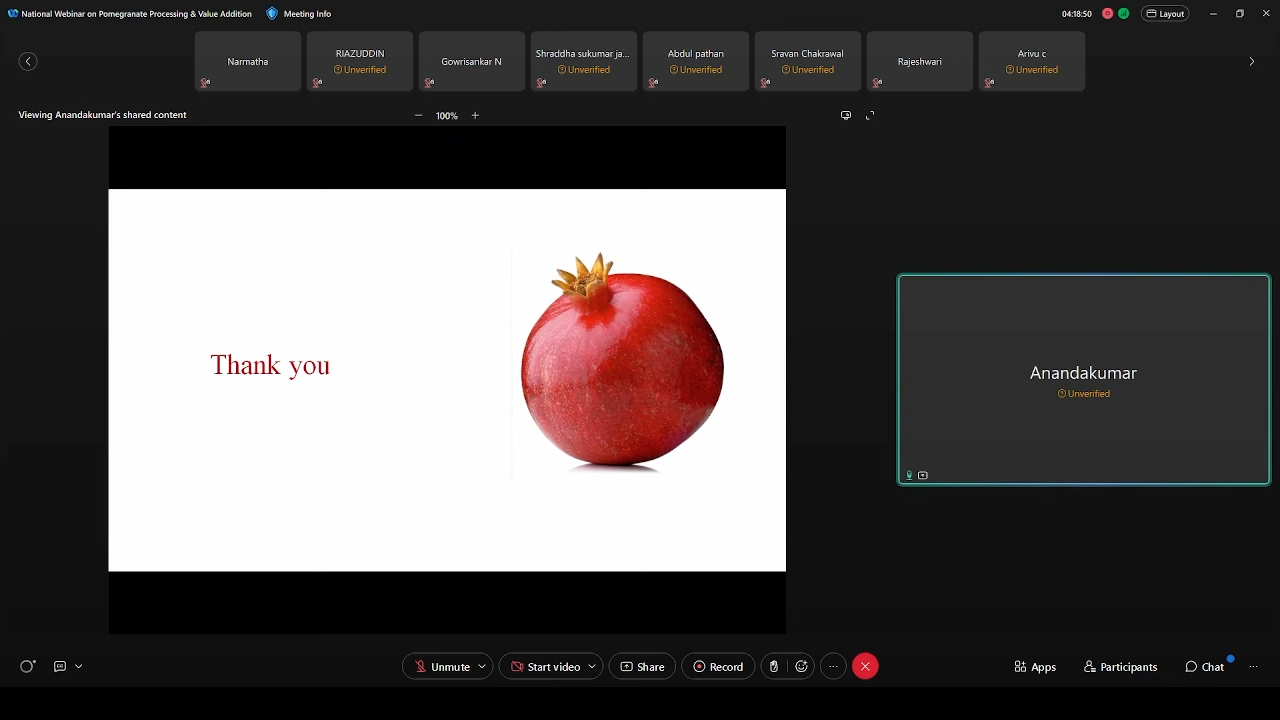 National Webinar on Pomegranate Processing & Value Addition
Meeting Info
04:18:50
Layout
Narmatha
RIAZUDDIN
Unverified
Gowrisankar N
Shraddha sukumar ja...
Unverified
Abdul pathan
Unverified
Sravan Chakrawal
Unverified
Rajeshwari
Arivu c
Unverified
Viewing Anandakumar's shared content
100%
Thank you
Anandakumar
Unverified
Unmute
Start video
Share
Record
Apps
Participants
Chat